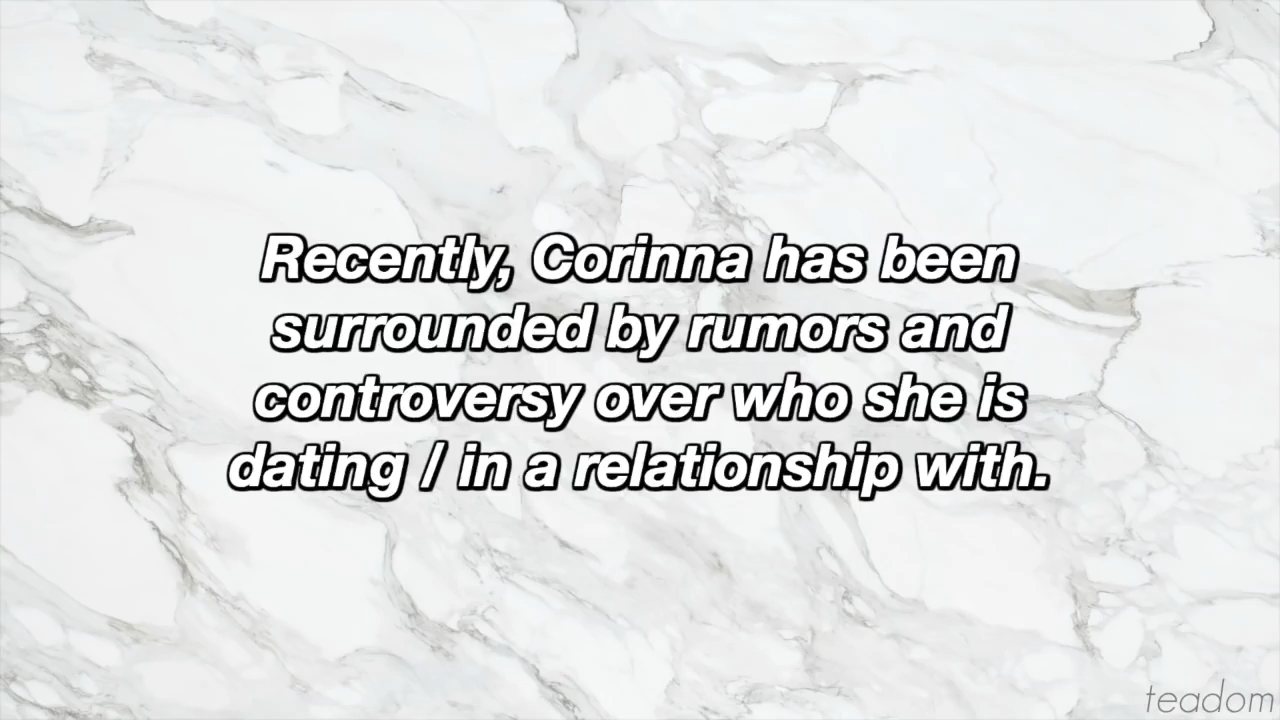 Recently, Corinna has been
surrounded by rumors and
controversy over who she is
dating / in a relationship with.
teadom